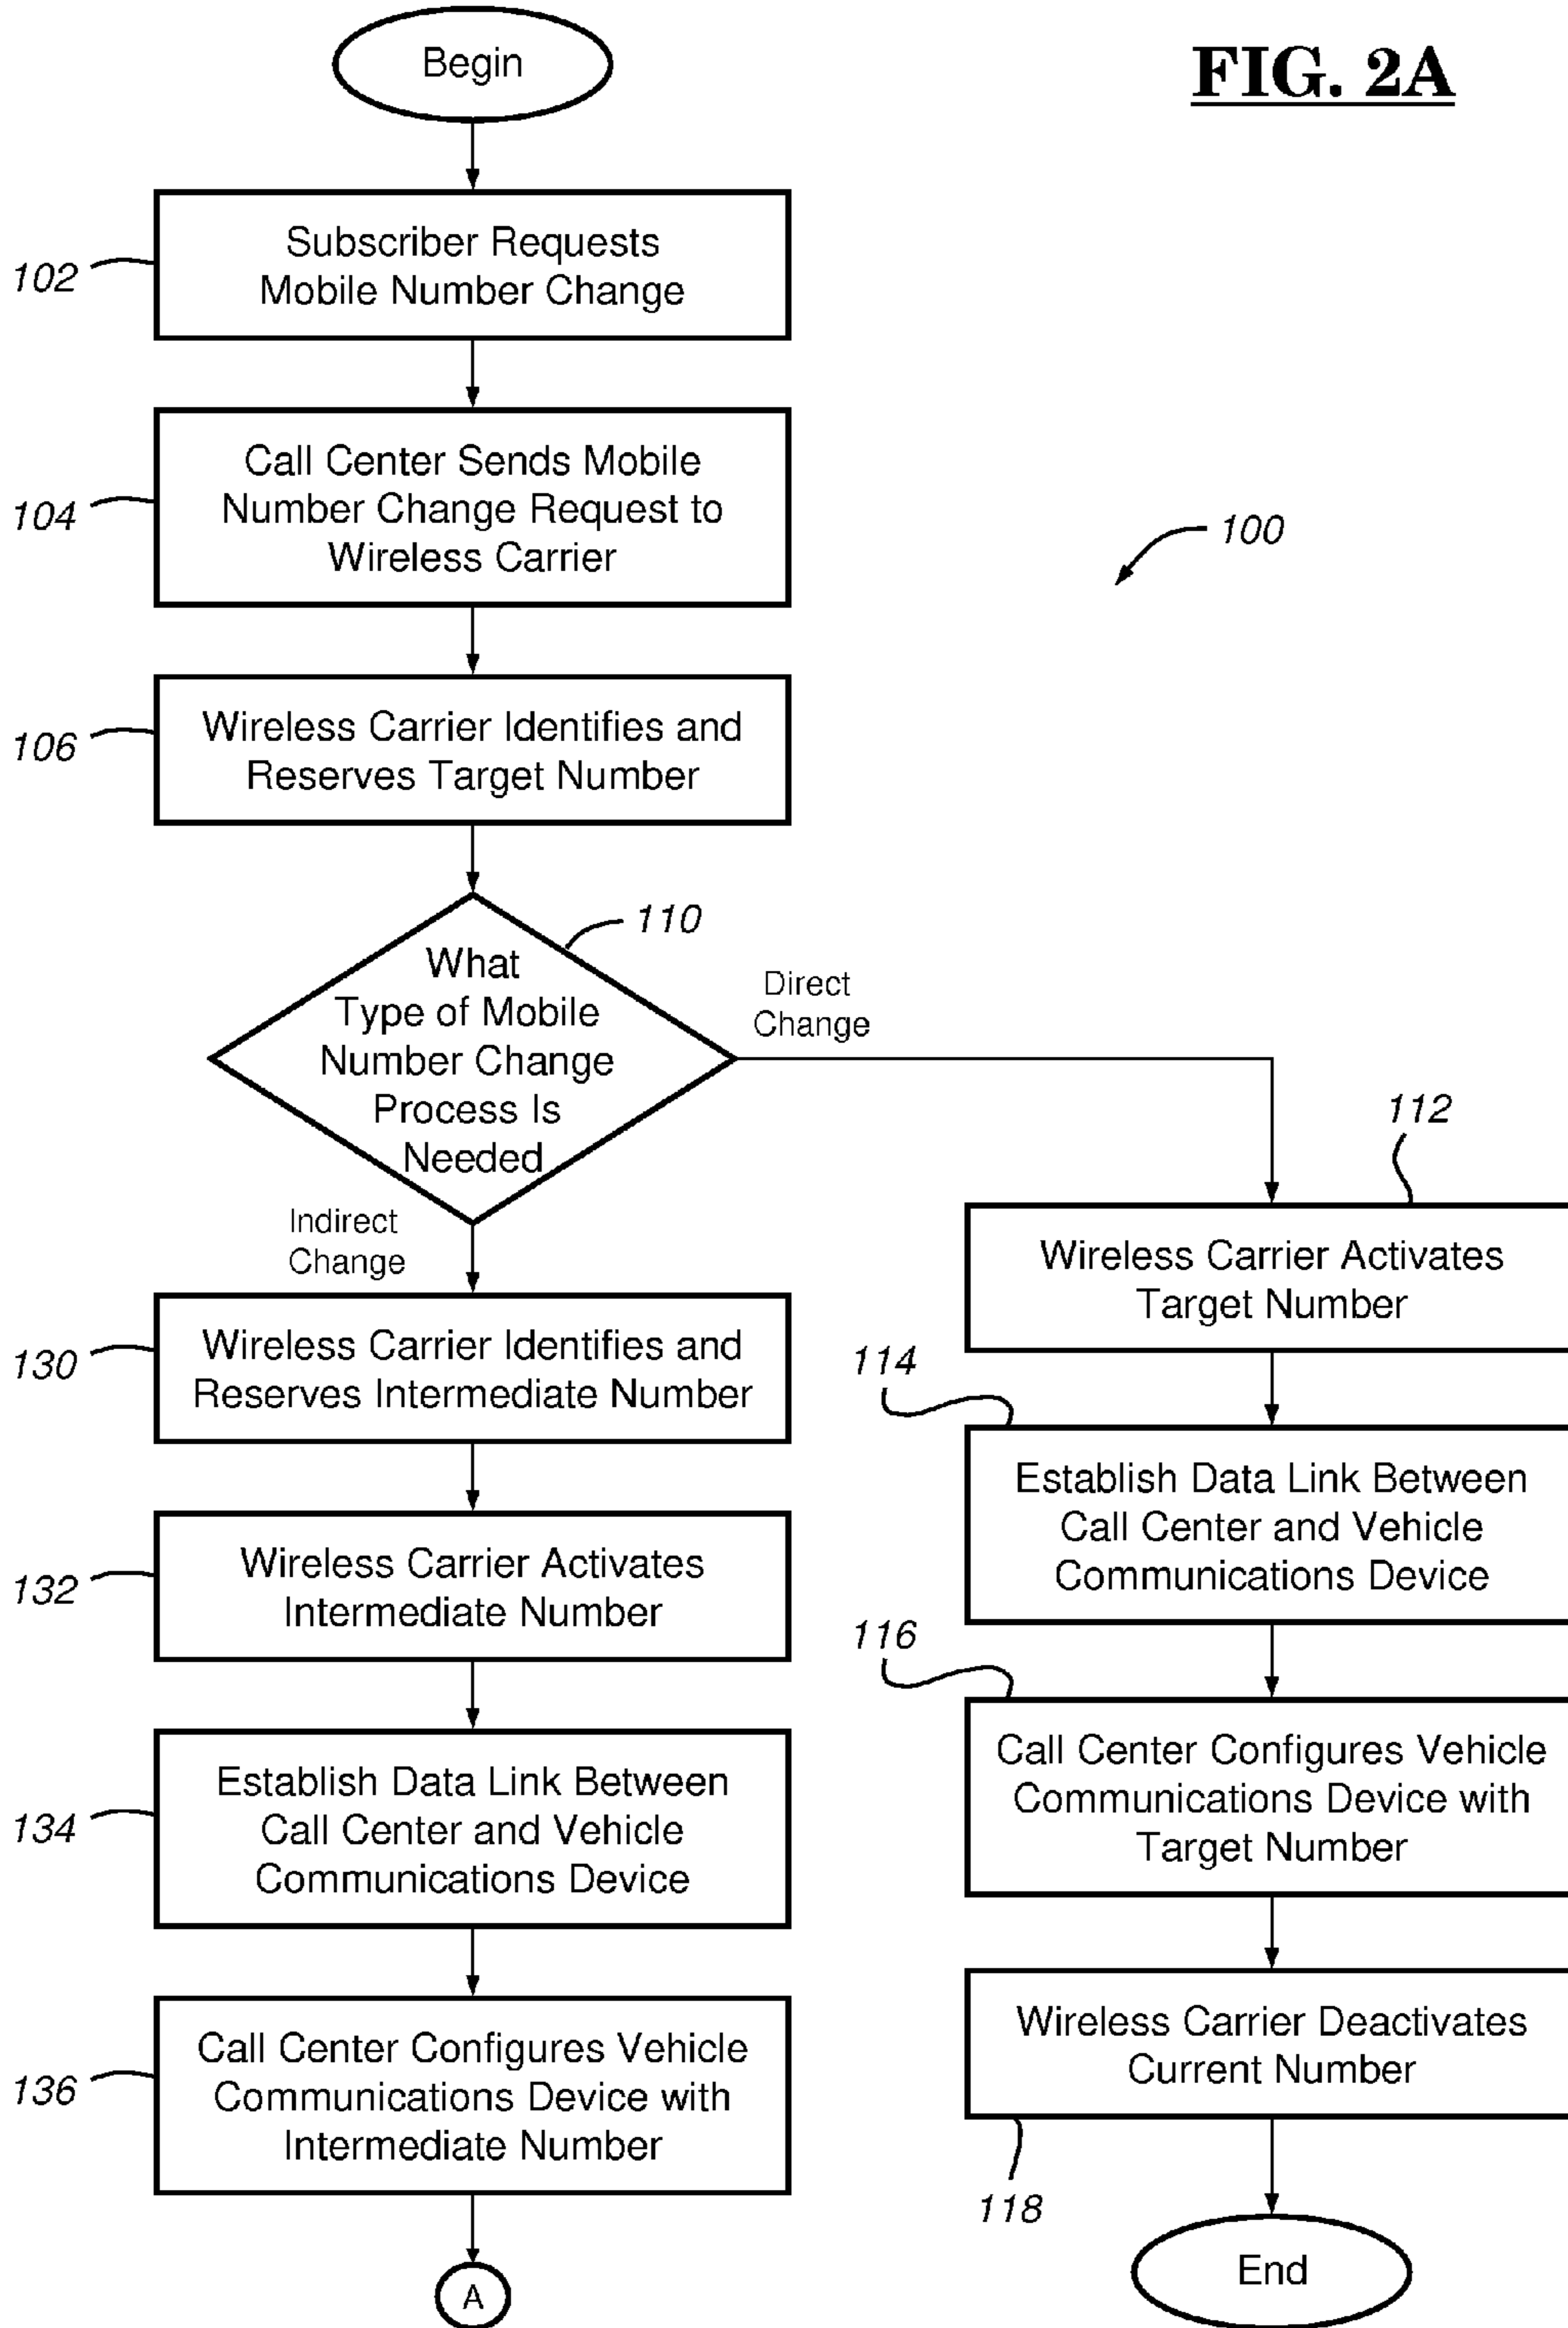 FIG. 2A
Begin
102
Subscriber Requests
Mobile Number Change
104
Call Center Sends Mobile
Number Change Request to
Wireless Carrier
100
106
Wireless Carrier Identifies and
Reserves Target Number
110
What
Type of Mobile
Number Change
Process Is
Needed
Direct
Change
Indirect
Change
130
Wireless Carrier Identifies and
Reserves Intermediate Number
132
Wireless Carrier Activates
Intermediate Number
134
Establish Data Link Between
Call Center and Vehicle
Communications Device
136
Call Center Configures Vehicle
Communications Device with
Intermediate Number
A
112
Wireless Carrier Activates
Target Number
114
Establish Data Link Between
Call Center and Vehicle
Communications Device
116
Call Center Configures Vehicle
Communications Device with
Target Number
Wireless Carrier Deactivates
Current Number
118
End